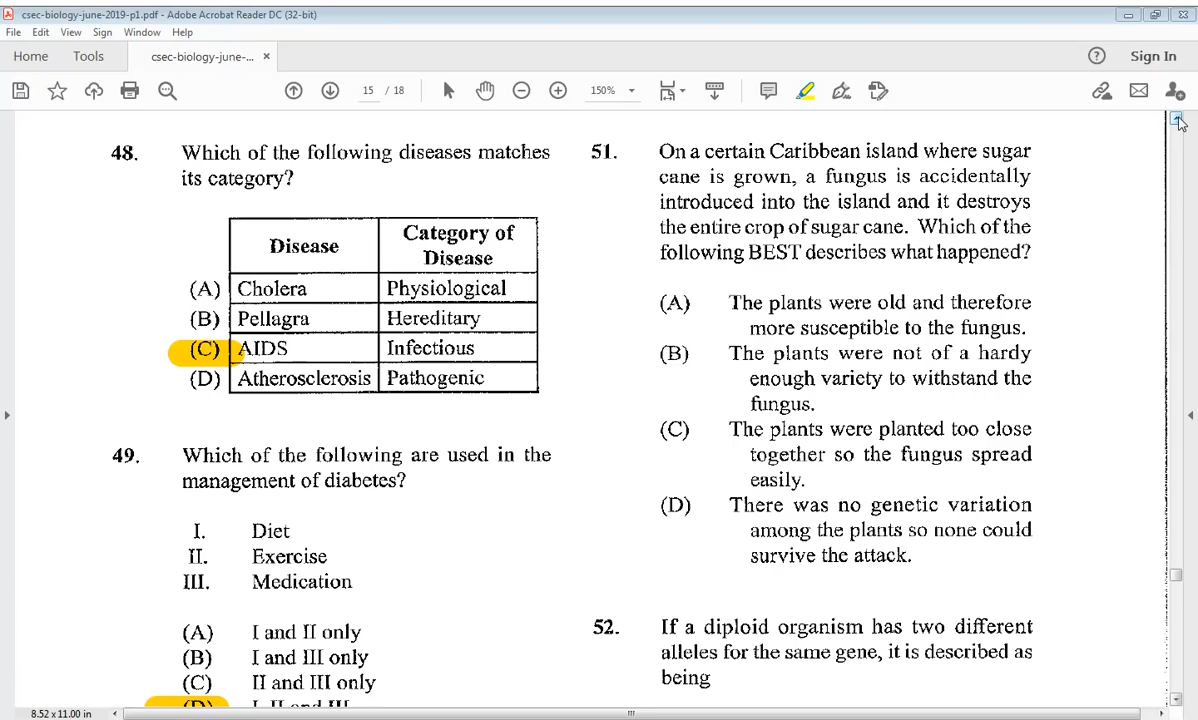 csec-biology-june-2019-p1.pdf - Adobe Acrobat Reader DC (32-bit)
File Edit View Sign Window Help
Home Tools csec-biology-june-... × Sign In
15 / 18 150%
48. Which of the following diseases matches
its category?
Disease Category of
Disease
(A) Cholera Physiological
(B) Pellagra Hereditary
(C) AIDS Infectious
(D) Atherosclerosis Pathogenic
49. Which of the following are used in the
management of diabetes?
I. Diet
II. Exercise
III. Medication
(A) I and II only
(B) I and III only
(C) II and III only
(D) I, II and III
51. On a certain Caribbean island where sugar
cane is grown, a fungus is accidentally
introduced into the island and it destroys
the entire crop of sugar cane. Which of the
following BEST describes what happened?
(A) The plants were old and therefore
more susceptible to the fungus.
(B) The plants were not of a hardy
enough variety to withstand the
fungus.
(C) The plants were planted too close
together so the fungus spread
easily.
(D) There was no genetic variation
among the plants so none could
survive the attack.
52. If a diploid organism has two different
alleles for the same gene, it is described as
being
8.52 x 11.00 in